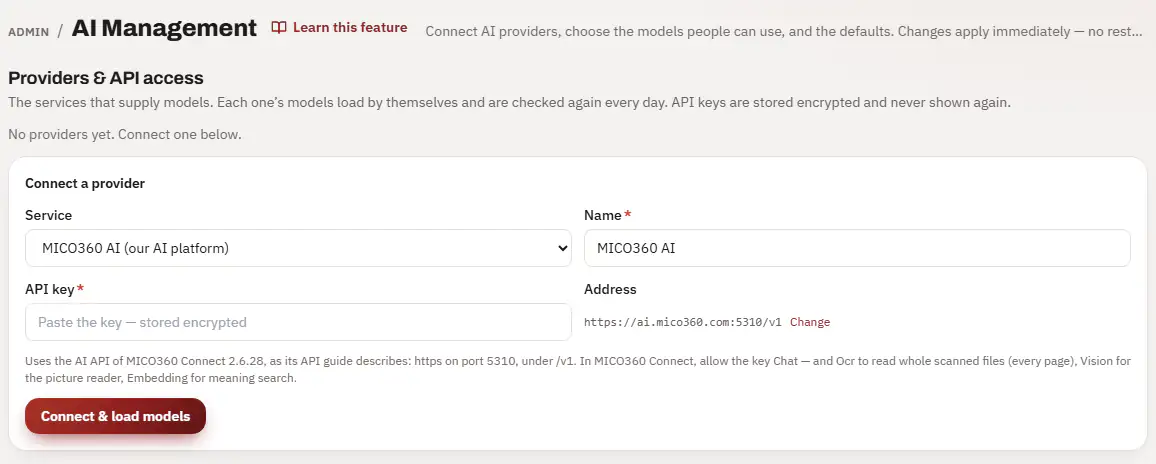 ADMIN / AI Management Learn this feature Connect AI providers, choose the models people can use, and the defaults. Changes apply immediately — no rest...
Providers & API access
The services that supply models. Each one's models load by themselves and are checked again every day. API keys are stored encrypted and never shown again.
No providers yet. Connect one below.
Connect a provider
Service
MICO360 AI (our AI platform)
Name *
MICO360 AI
API key *
Paste the key — stored encrypted
Address
https://ai.mico360.com:5310/v1 Change
Uses the AI API of MICO360 Connect 2.6.28, as its API guide describes: https on port 5310, under /v1. In MICO360 Connect, allow the key Chat — and Ocr to read whole scanned files (every page), Vision for
the picture reader, Embedding for meaning search.
Connect & load models